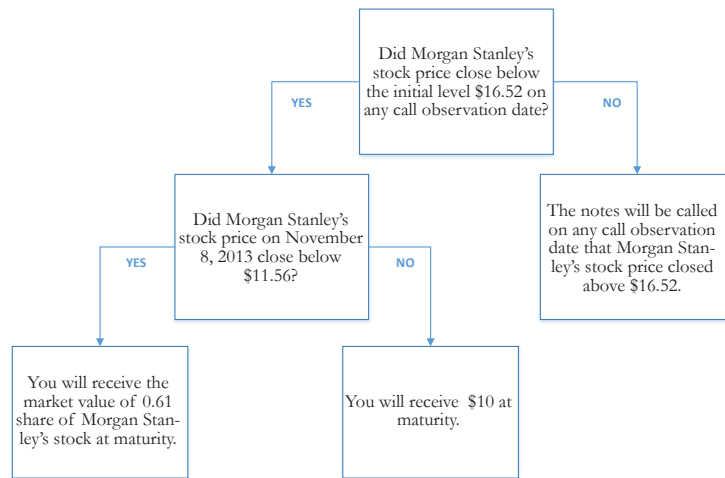 Did Morgan Stanley's
stock price close below
the initial level $16.52 on
any call observation date?
YES
NO
Did Morgan Stanley's
stock price on November
8, 2013 close below
$11.56?
The notes will be called
on any call observation
date that Morgan Stan-
ley's stock price closed
above $16.52.
YES
NO
You will receive the
market value of 0.61
share of Morgan Stan-
ley's stock at maturity.
You will receive  $10 at
maturity.